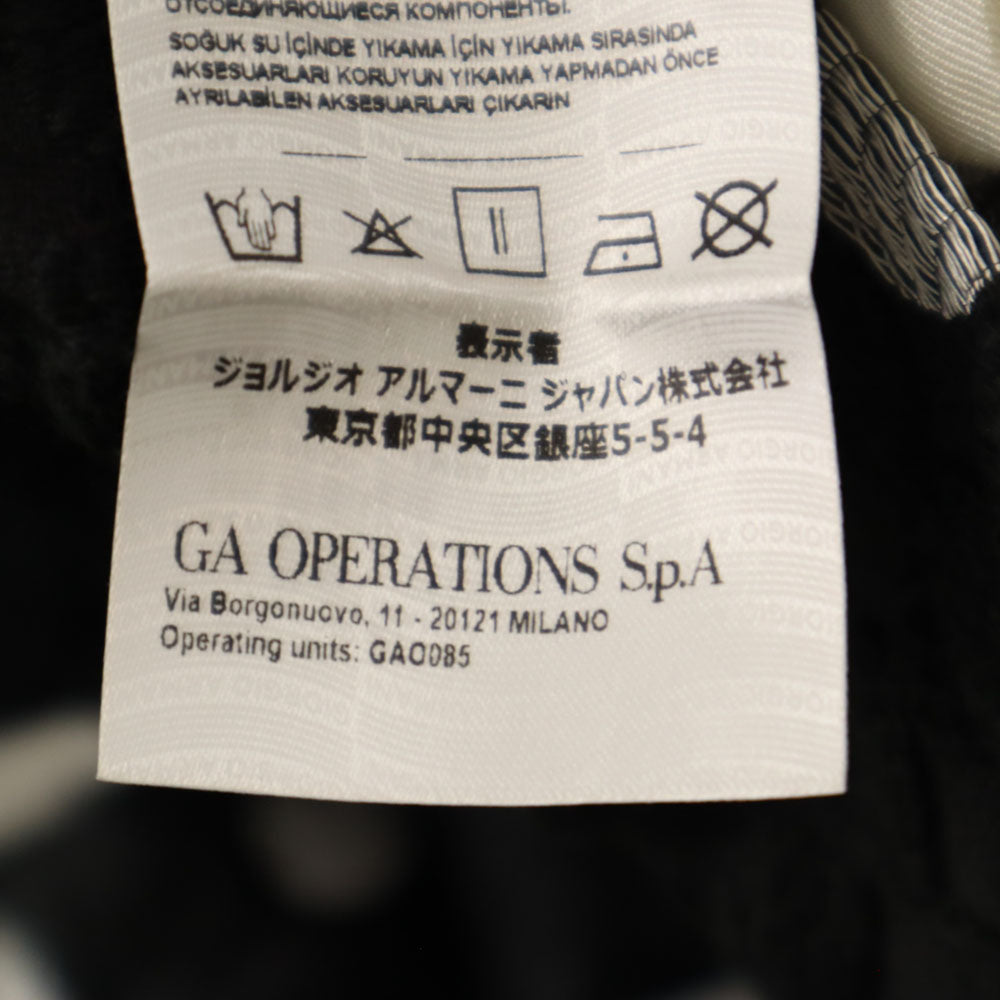 ОТСОЕДИНЯЮЩИЕСЯ КОМПОНЕНТЫ.
SOĞUK SU İÇİNDE YIKAMA İÇİN YIKAMA SIRASINDA
AKSESUARLARI KORUYUN YIKAMA YAPMADAN ÖNCE
AYRILABİLEN AKSESUARLARI ÇIKARIN
表示者
ジョルジオ アルマーニ ジャパン株式会社
東京都中央区銀座5-5-4
GA OPERATIONS S.p.A
Via Borgonuovo, 11 - 20121 MILANO
Operating units: GAO085